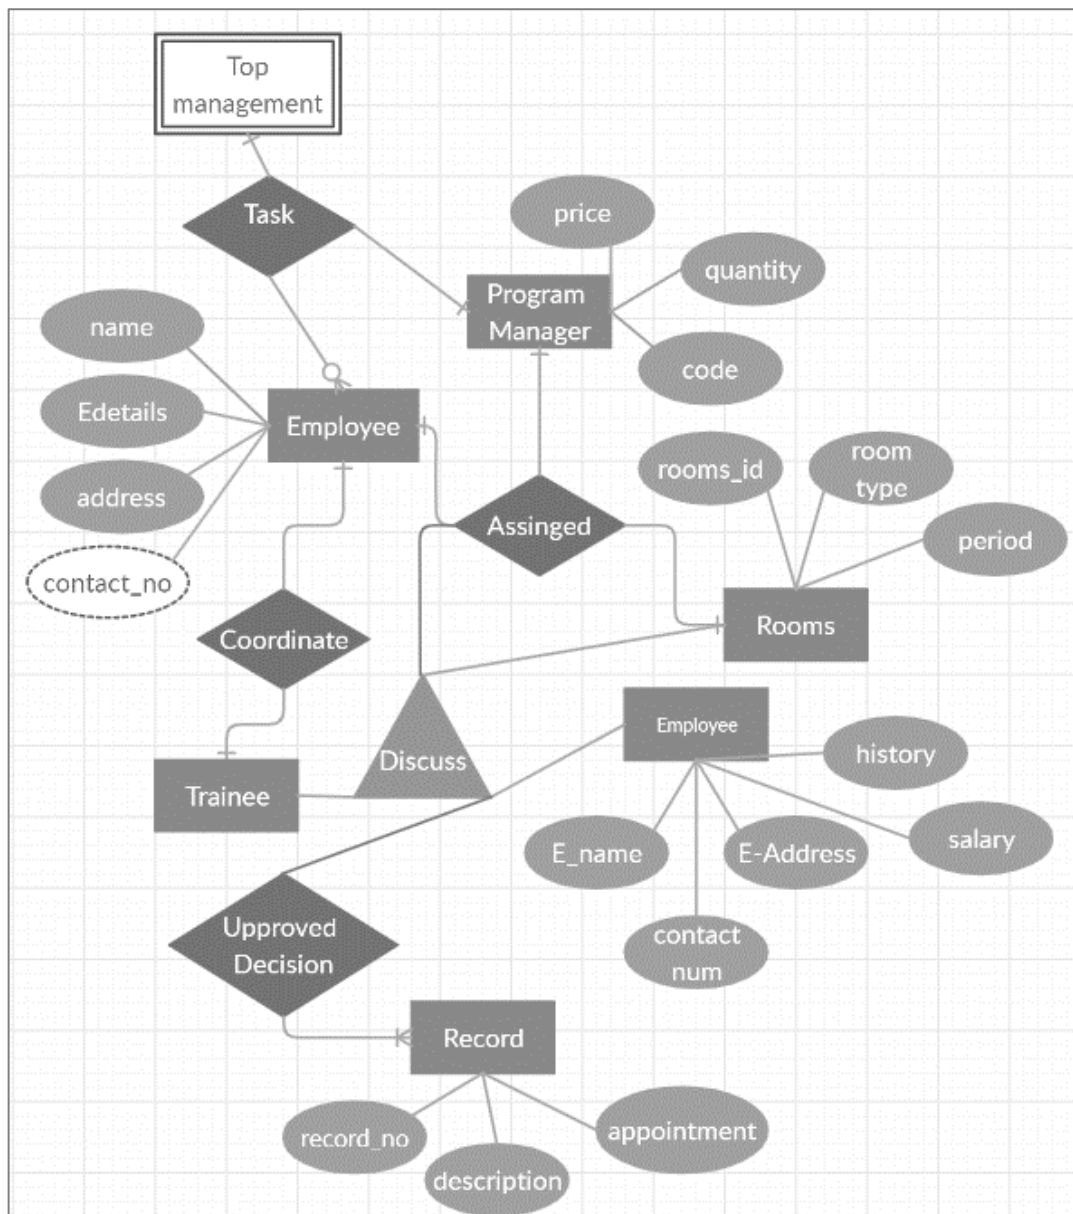 Top
management
Task
price
quantity
Program
Manager
name
code
Edetails
Employee
rooms_id
room
type
address
Assinged
period
contact_no
Coordinate
Rooms
Employee
history
Discuss
Trainee
E_name
E-Address
salary
Upproved
Decision
contact
num
Record
record_no
appointment
description